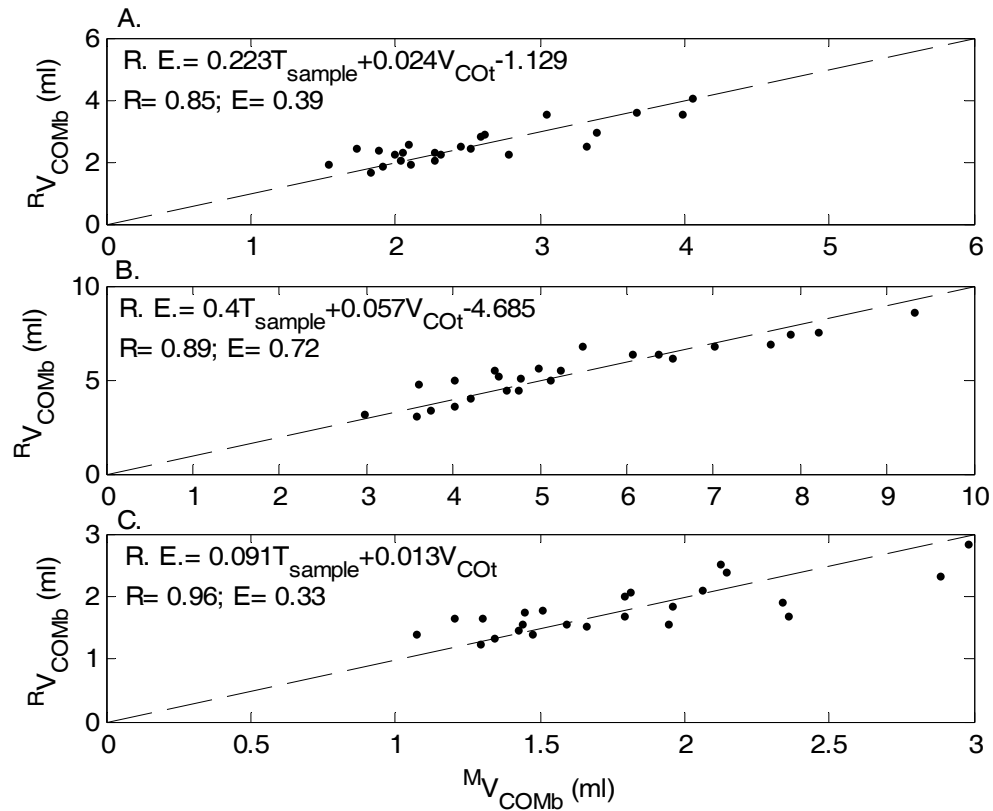 A.
R. E.= 0.223T_sample+0.024V_COt-1.129
R= 0.85; E= 0.39
6
4
2
0
ᴿV_COMb (ml)
0 1 2 3 4 5 6
B.
R. E.= 0.4T_sample+0.057V_COt-4.685
R= 0.89; E= 0.72
10
5
0
ᴿV_COMb (ml)
0 1 2 3 4 5 6 7 8 9 10
C.
R. E.= 0.091T_sample+0.013V_COt
R= 0.96; E= 0.33
3
2
1
0
ᴿV_COMb (ml)
0 1 1.5 2 2.5 3
ᴹV_COMb (ml)